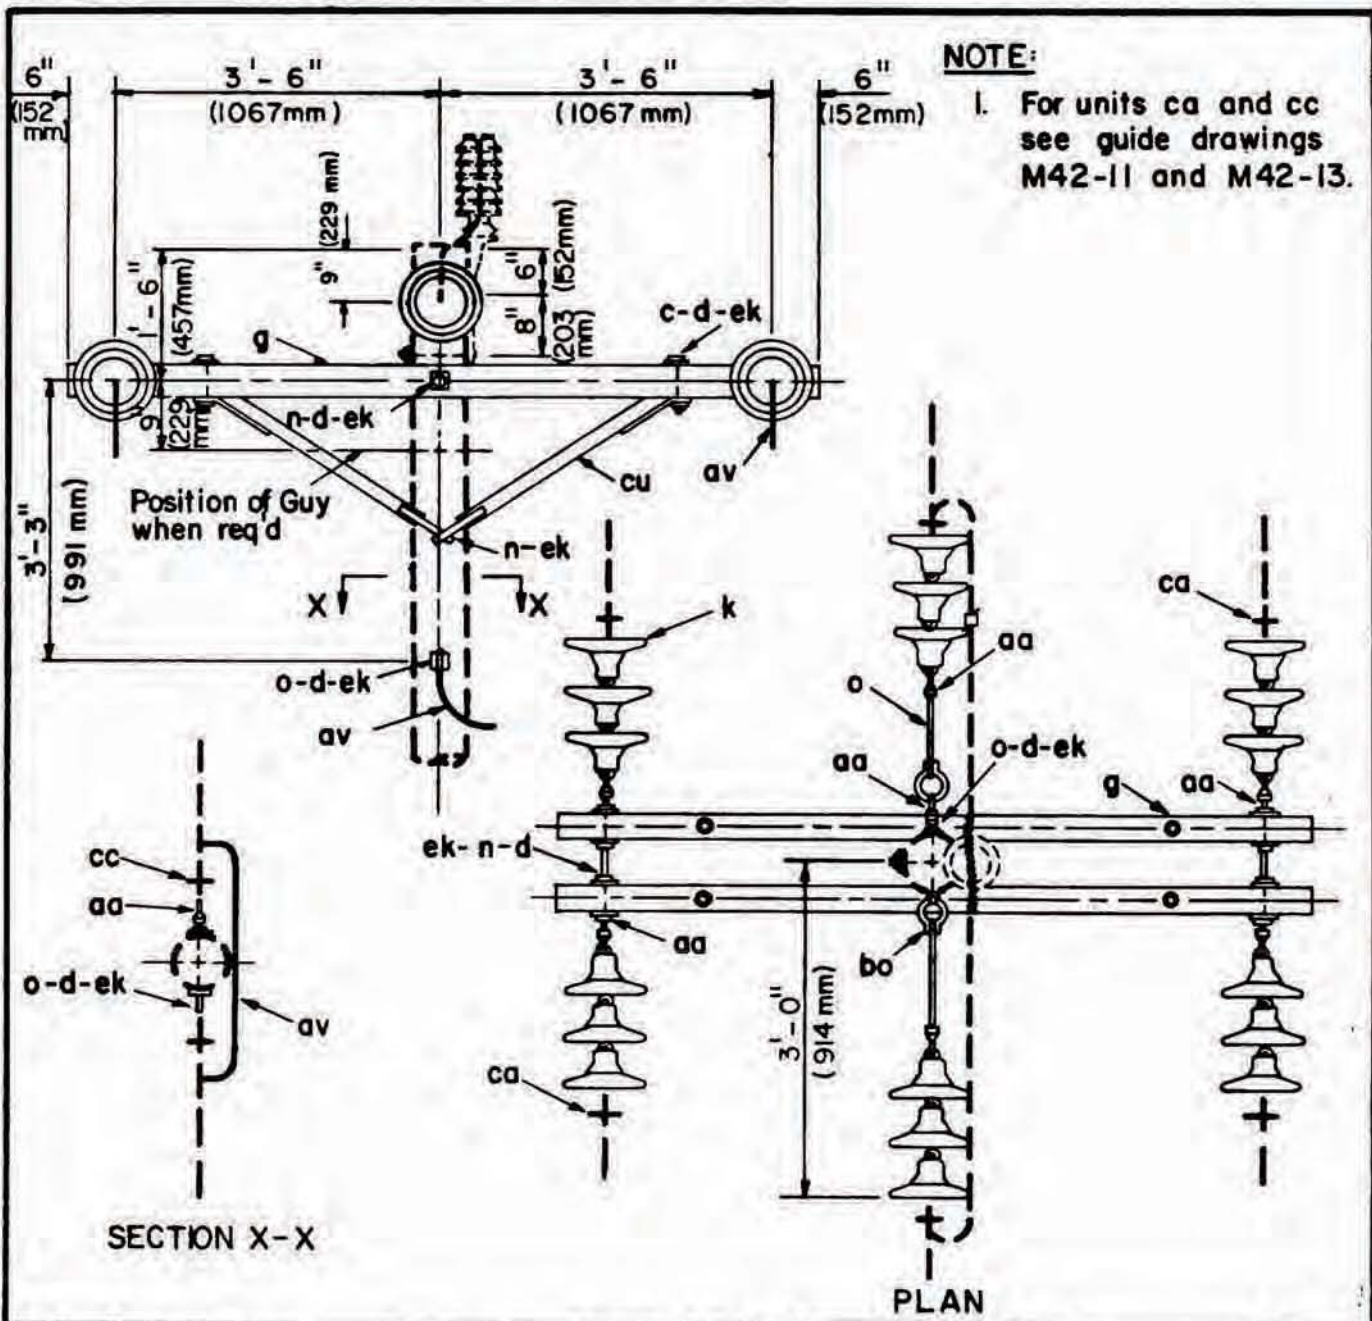 6"
3'-6"
3'-6"
6"
(152 mm)
(1067mm)
(1067mm)
(152mm)
NOTE:
1. For units ca and cc
see guide drawings
M42-11 and M42-13.
(229 mm)
9"
1'-6"
(457mm)
6"
(152mm)
8"
(203 mm)
g
c-d-ek
n-d-ek
9"
(229 mm)
av
cu
Position of Guy
when req'd
3'-3"
(991 mm)
n-ek
X
X
k
ca
aa
o-d-ek
o
av
o-d-ek
aa
g
aa
ek-n-d
cc
aa
aa
bo
o-d-ek
av
3'-0"
(914 mm)
ca
SECTION X-X
PLAN